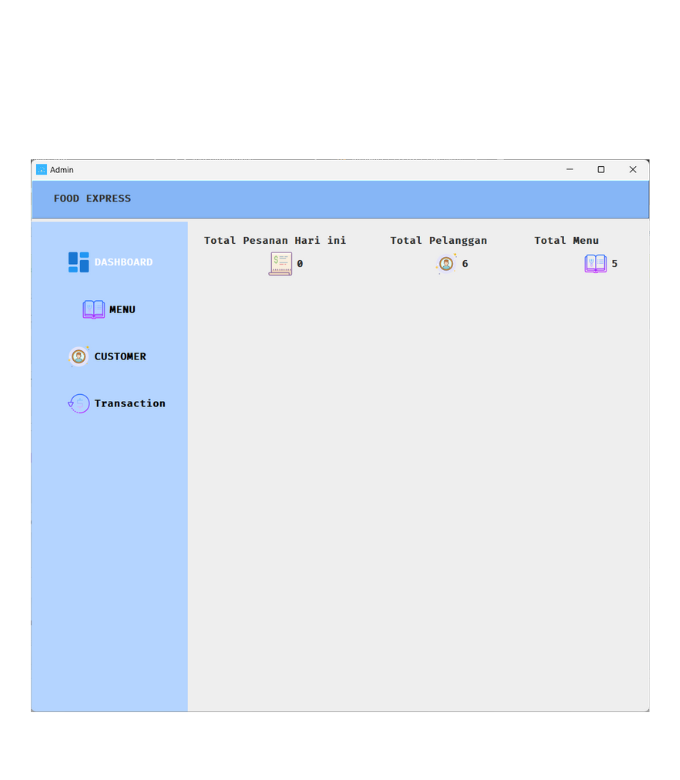 Admin
FOOD EXPRESS
DASHBOARD
MENU
CUSTOMER
Transaction
Total Pesanan Hari ini
0
Total Pelanggan
6
Total Menu
5